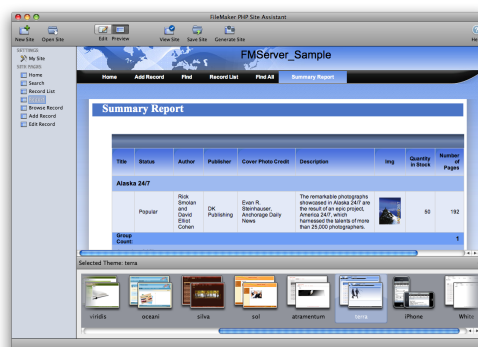 FileMaker PHP Site Assistant
New Site Open Site Edit Preview View Site Save Site Generate Site
SETTINGS
My Site
SITE PAGES
Home
Search
Record List
Browse Record
Add Record
Edit Record
FMServer_Sample
Home Add Record Find Record List Find All Summary Report
Summary Report
Title Status Author Publisher Cover Photo Credit Description Img Quantity in Stock Number of Pages
Alaska 24/7
Popular
Rick
Smolan
and
David
Elliot
Cohen
DK
Publishing
Evan R.
Steinhauser,
Anchorage Daily
News
The remarkable photographs
showcased in Alaska 24/7 are
the result of an epic project,
America 24/7, which
harnessed the talents of more
than 25,000 photographers.
50 192
Group
Count:
1
Selected Theme: terra
viridis oceani silva sol atramentum terra iPhone White